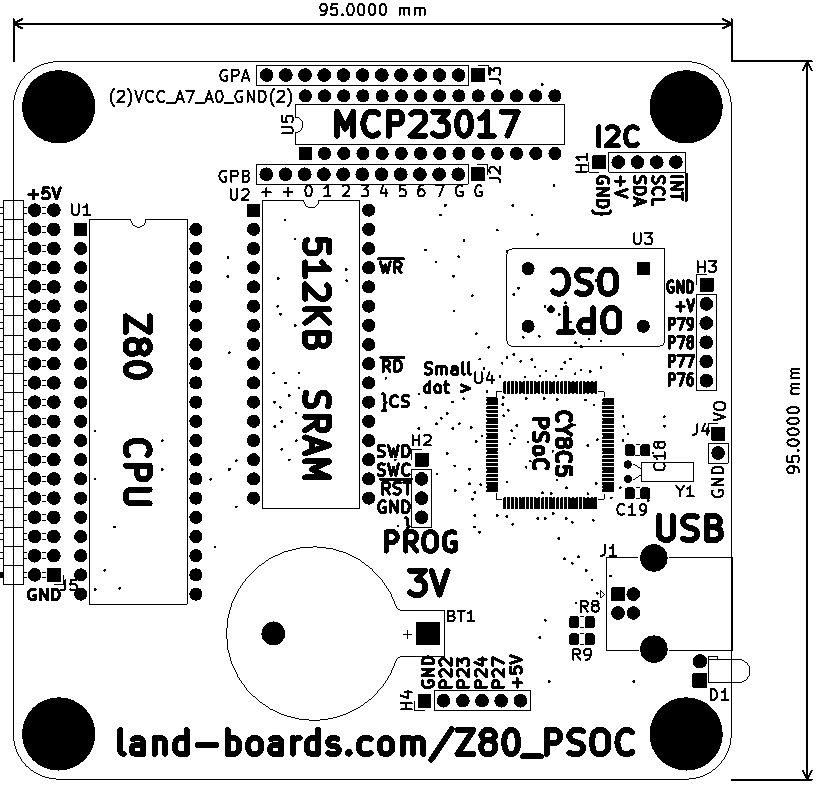 95.0000 mm
GPA
J3
(2)VCC_A7_A0_GND(2)
U5
MCP23017
I2C
H1
GND}
+V
SDA
SCL
INT
GPB
J2
U2
+ + 0 1 2 3 4 5 6 7 G G
+5V
U1
U3
WR
512KB SRAM
OSC
OPT
H3
GND
+V
P79
P78
P77
P76
Z80 CPU
RD
}CS
Small
dot >
U4
CY8C5
PSoC
J4
VO
GND
C18
Y1
C19
H2
SWD
SWC
RST
GND
}
PROG
USB
J1
J5
GND
3V
BT1
+
R8
R9
H4
GND
P22
P23
P24
P27
+5V
D1
95.0000 mm
land-boards.com/Z80_PSOC